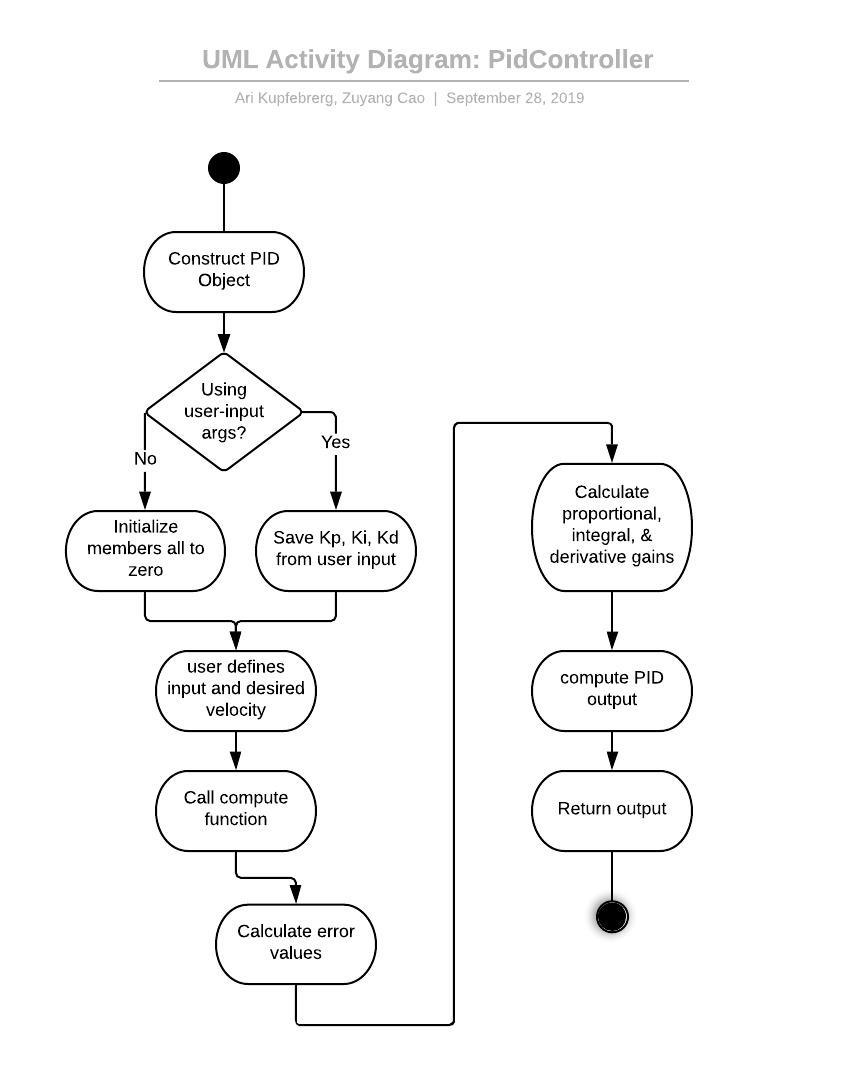 UML Activity Diagram: PidController
Ari Kupfebrerg, Zuyang Cao | September 28, 2019
Construct PID
Object
Using
user-input
args?
No
Yes
Initialize
members all to
zero
Save Kp, Ki, Kd
from user input
user defines
input and desired
velocity
Call compute
function
Calculate error
values
Calculate
proportional,
integral, &
derivative gains
compute PID
output
Return output